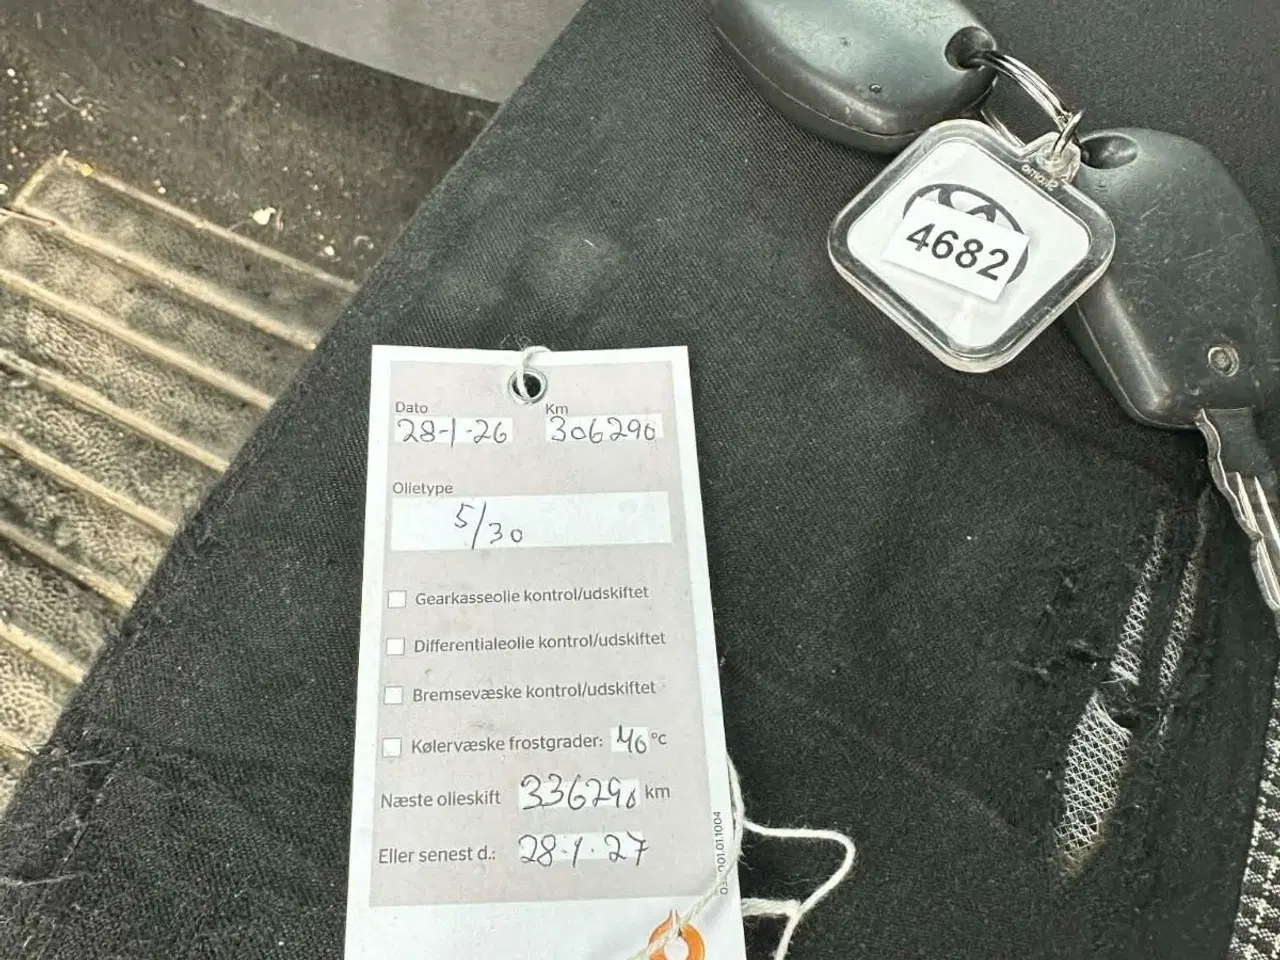 4682
Dato Km
28-1-26 306290
Olietype
5/30
Gearkasseolie kontrol/udskiftet
Differentialeolie kontrol/udskiftet
Bremsevæske kontrol/udskiftet
Kølervæske frostgrader: 40 °C
Næste olieskift 336290 km
Eller senest d.: 28-1-27